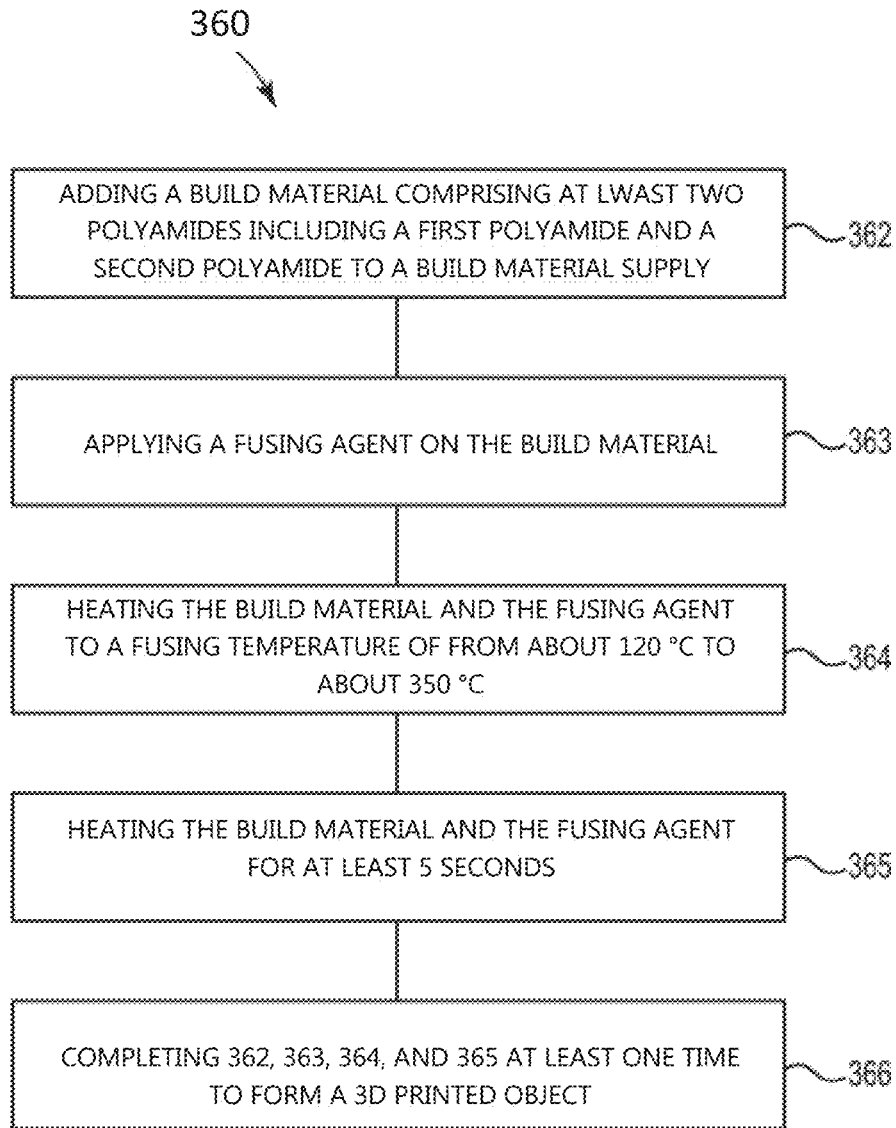 360
ADDING A BUILD MATERIAL COMPRISING AT LWAST TWO
POLYAMIDES INCLUDING A FIRST POLYAMIDE AND A
SECOND POLYAMIDE TO A BUILD MATERIAL SUPPLY
362
APPLYING A FUSING AGENT ON THE BUILD MATERIAL
363
HEATING THE BUILD MATERIAL AND THE FUSING AGENT
TO A FUSING TEMPERATURE OF FROM ABOUT 120 °C TO
ABOUT 350 °C
364
HEATING THE BUILD MATERIAL AND THE FUSING AGENT
FOR AT LEAST 5 SECONDS
365
COMPLETING 362, 363, 364, AND 365 AT LEAST ONE TIME
TO FORM A 3D PRINTED OBJECT
366